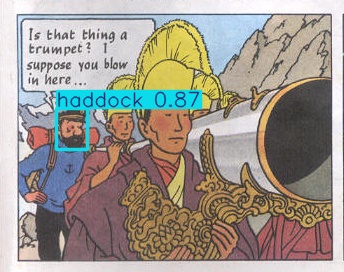 Is that thing a
trumpet? I
suppose you blow
in here...
haddock 0.87